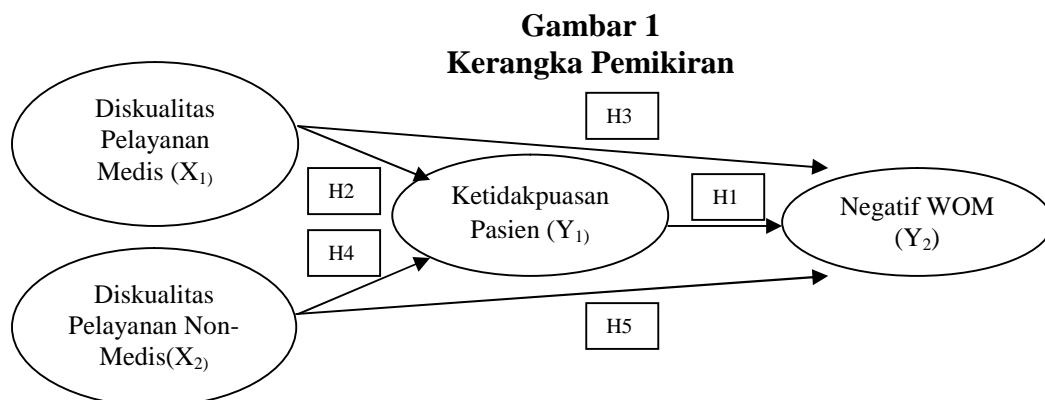 Gambar 1
Kerangka Pemikiran
Diskualitas
Pelayanan
Medis (X1)
H3
H2
Ketidakpuasan
Pasien (Y1)
H1
Negatif WOM
(Y2)
H4
Diskualitas
Pelayanan Non-
Medis(X2)
H5